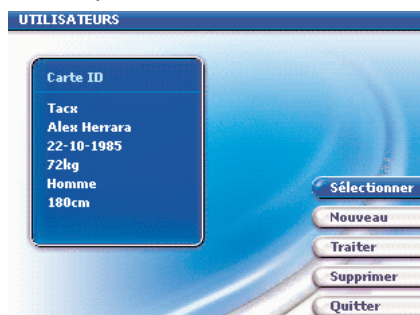 UTILISATEURS
Carte ID
Tacx
Alex Herrara
22-10-1985
72kg
Homme
180cm
Sélectionner
Nouveau
Traiter
Supprimer
Quitter